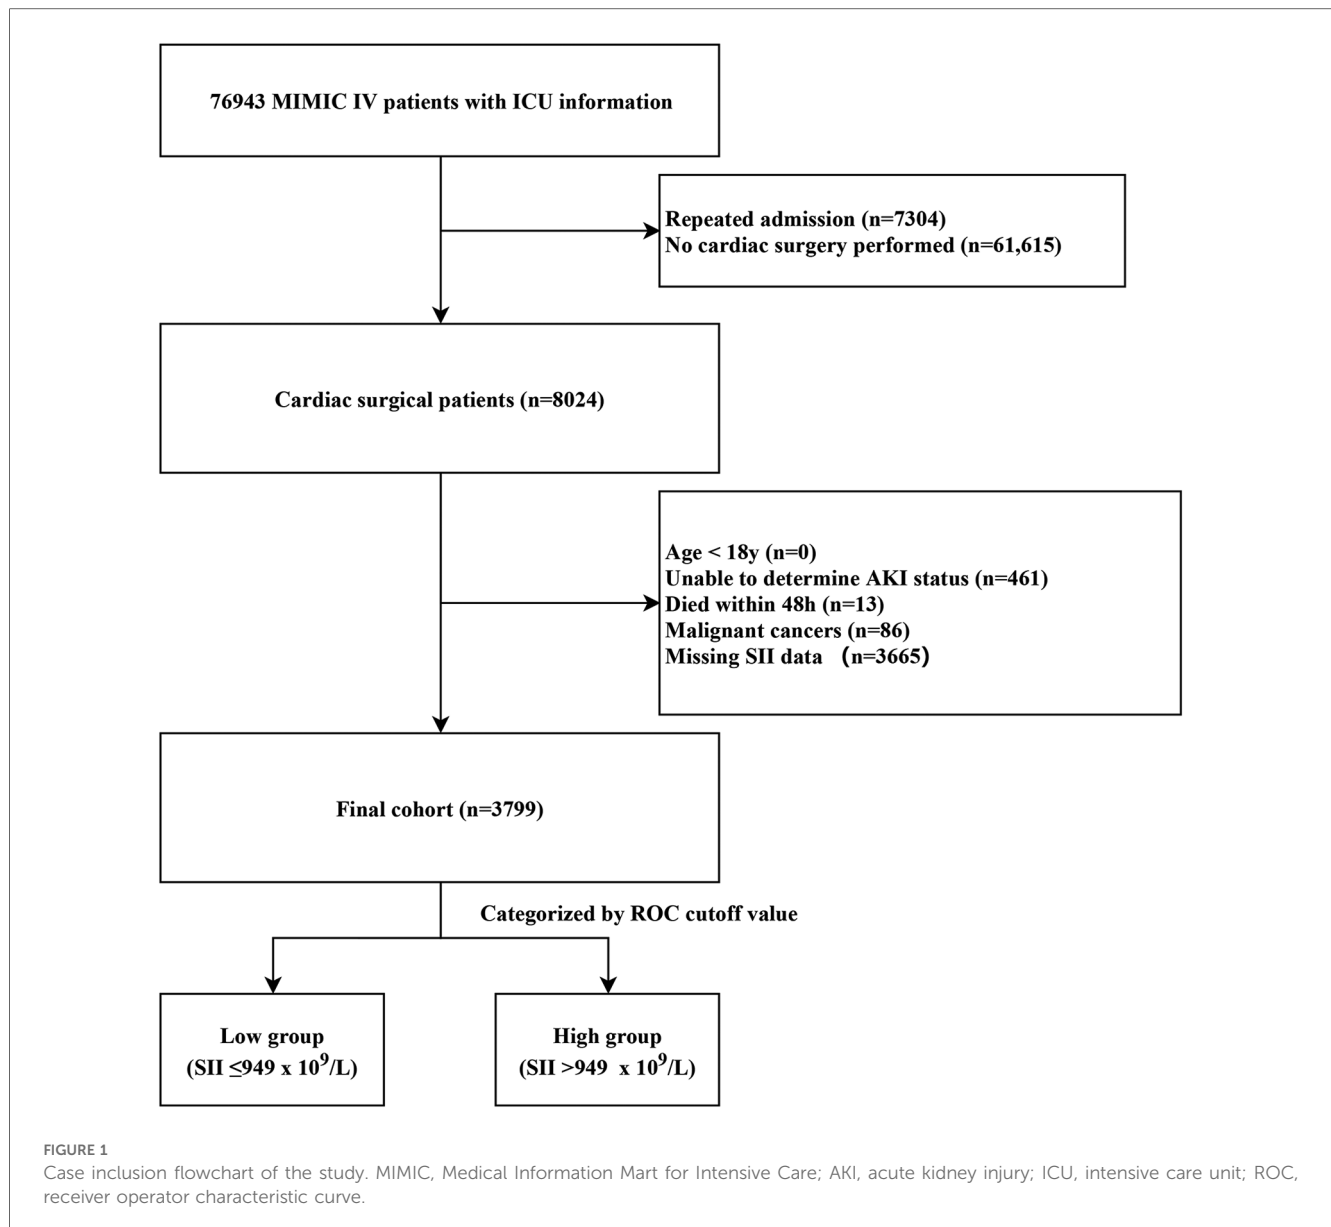 76943 MIMIC IV patients with ICU information
Repeated admission (n=7304)
No cardiac surgery performed (n=61,615)
Cardiac surgical patients (n=8024)
Age < 18y (n=0)
Unable to determine AKI status (n=461)
Died within 48h (n=13)
Malignant cancers (n=86)
Missing SII data （n=3665）
Final cohort (n=3799)
Categorized by ROC cutoff value
Low group
(SII ≤949 x 10⁹/L)
High group
(SII >949 x 10⁹/L)
FIGURE 1
Case inclusion flowchart of the study. MIMIC, Medical Information Mart for Intensive Care; AKI, acute kidney injury; ICU, intensive care unit; ROC,
receiver operator characteristic curve.